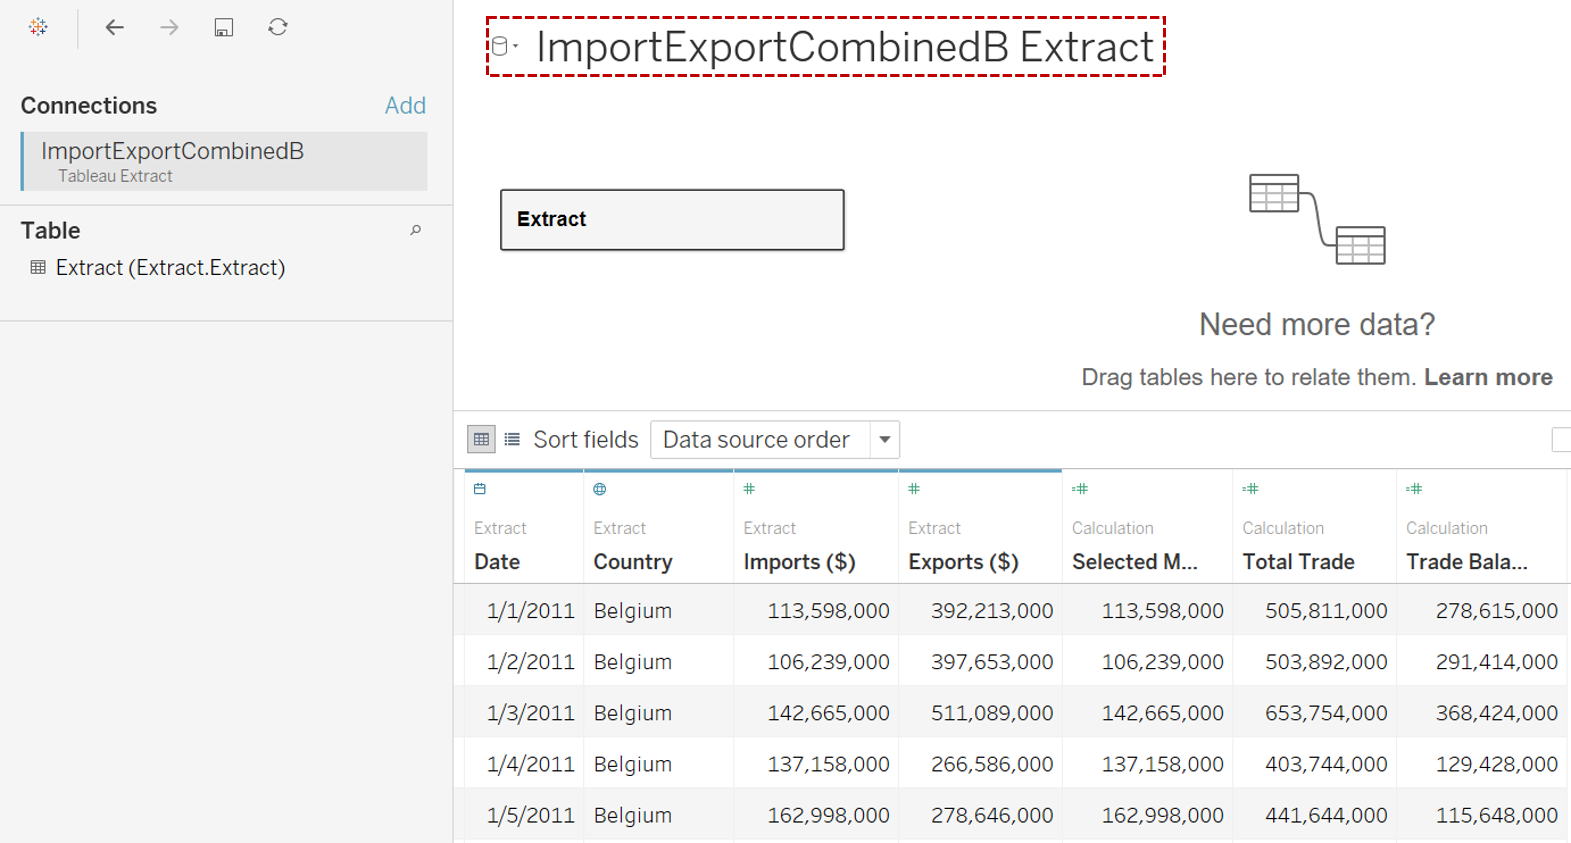 ImportExportCombinedB Extract
Connections Add
ImportExportCombinedB
Tableau Extract
Table
Extract (Extract.Extract)
Extract
Need more data?
Drag tables here to relate them. Learn more
Sort fields Data source order
Extract Extract Extract Extract Calculation Calculation Calculation
Date Country Imports ($) Exports ($) Selected M... Total Trade Trade Bala...
1/1/2011 Belgium 113,598,000 392,213,000 113,598,000 505,811,000 278,615,000
1/2/2011 Belgium 106,239,000 397,653,000 106,239,000 503,892,000 291,414,000
1/3/2011 Belgium 142,665,000 511,089,000 142,665,000 653,754,000 368,424,000
1/4/2011 Belgium 137,158,000 266,586,000 137,158,000 403,744,000 129,428,000
1/5/2011 Belgium 162,998,000 278,646,000 162,998,000 441,644,000 115,648,000